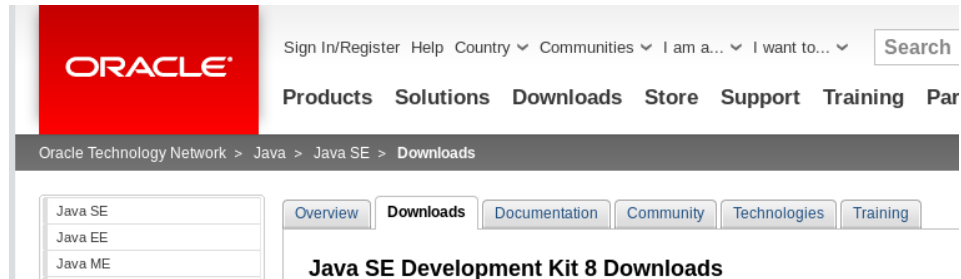 ORACLE
Sign In/Register Help Country Communities I am a... I want to... Search
Products Solutions Downloads Store Support Training
Oracle Technology Network > Java > Java SE > Downloads
Java SE
Java EE
Java ME
Overview Downloads Documentation Community Technologies Training
Java SE Development Kit 8 Downloads